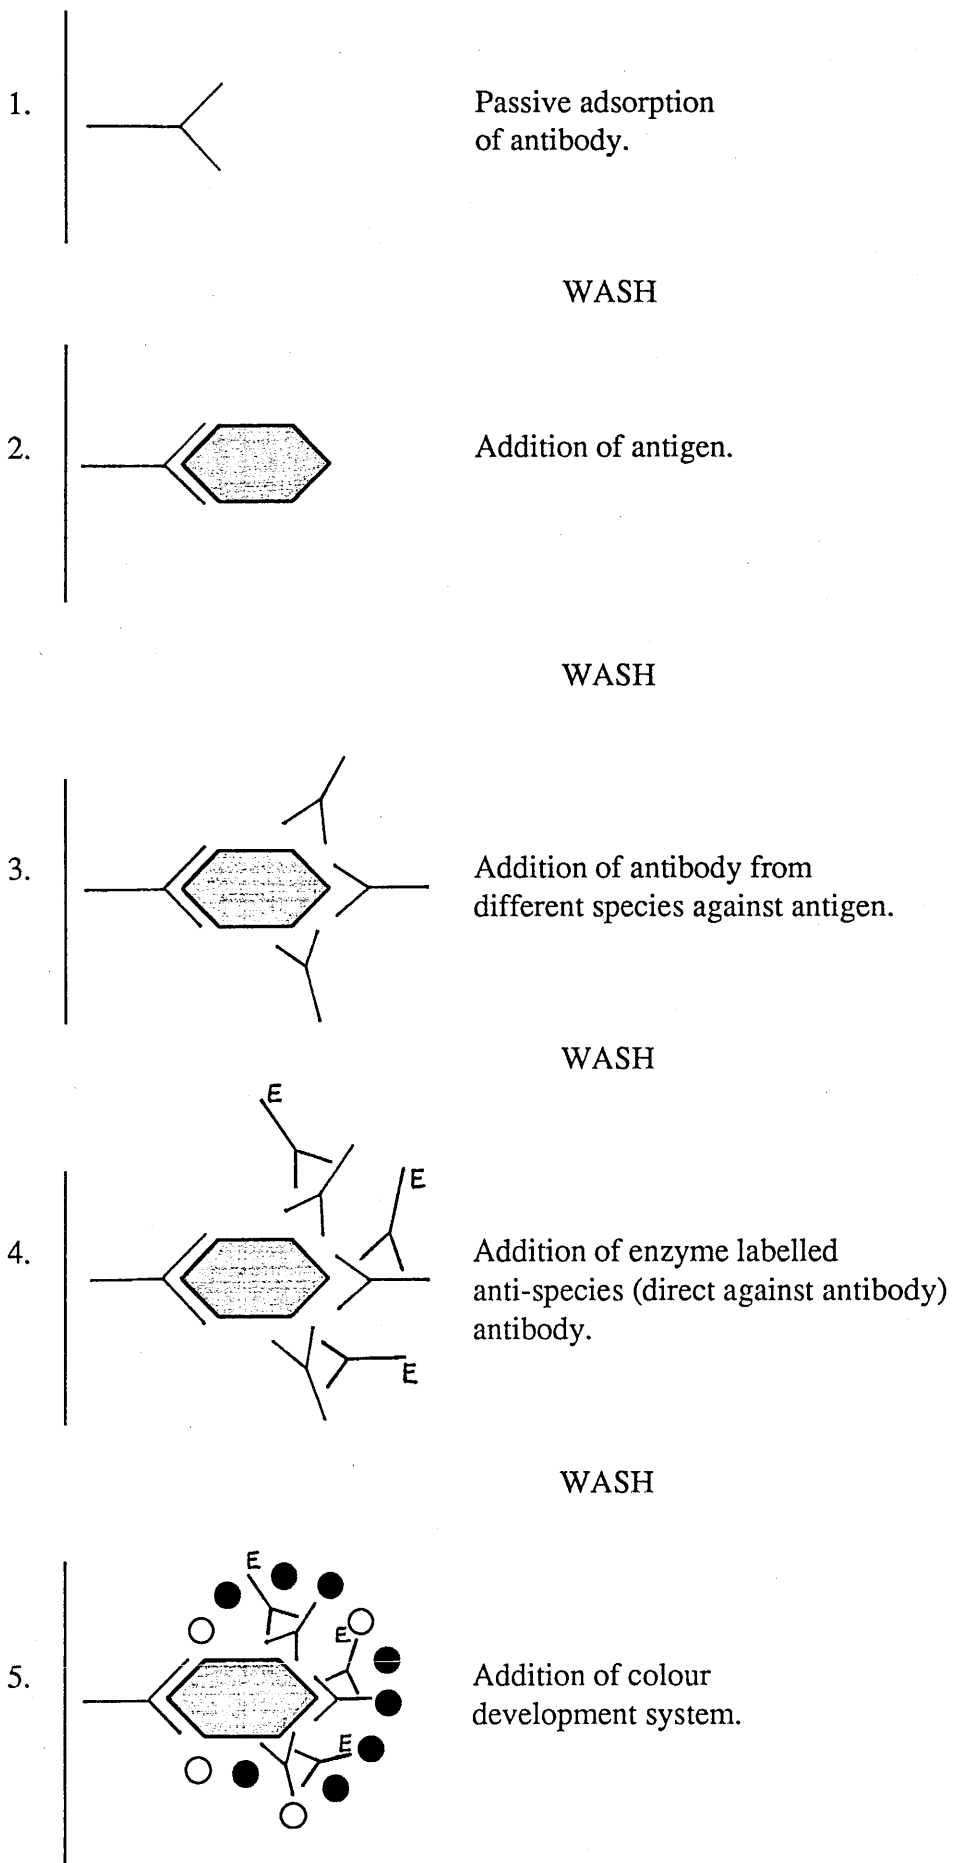 1.
Passive adsorption
of antibody.
WASH
2.
Addition of antigen.
WASH
3.
Addition of antibody from
different species against antigen.
WASH
E
E
4.
Addition of enzyme labelled
anti-species (direct against antibody)
antibody.
E
WASH
E
E
5.
Addition of colour
development system.
E